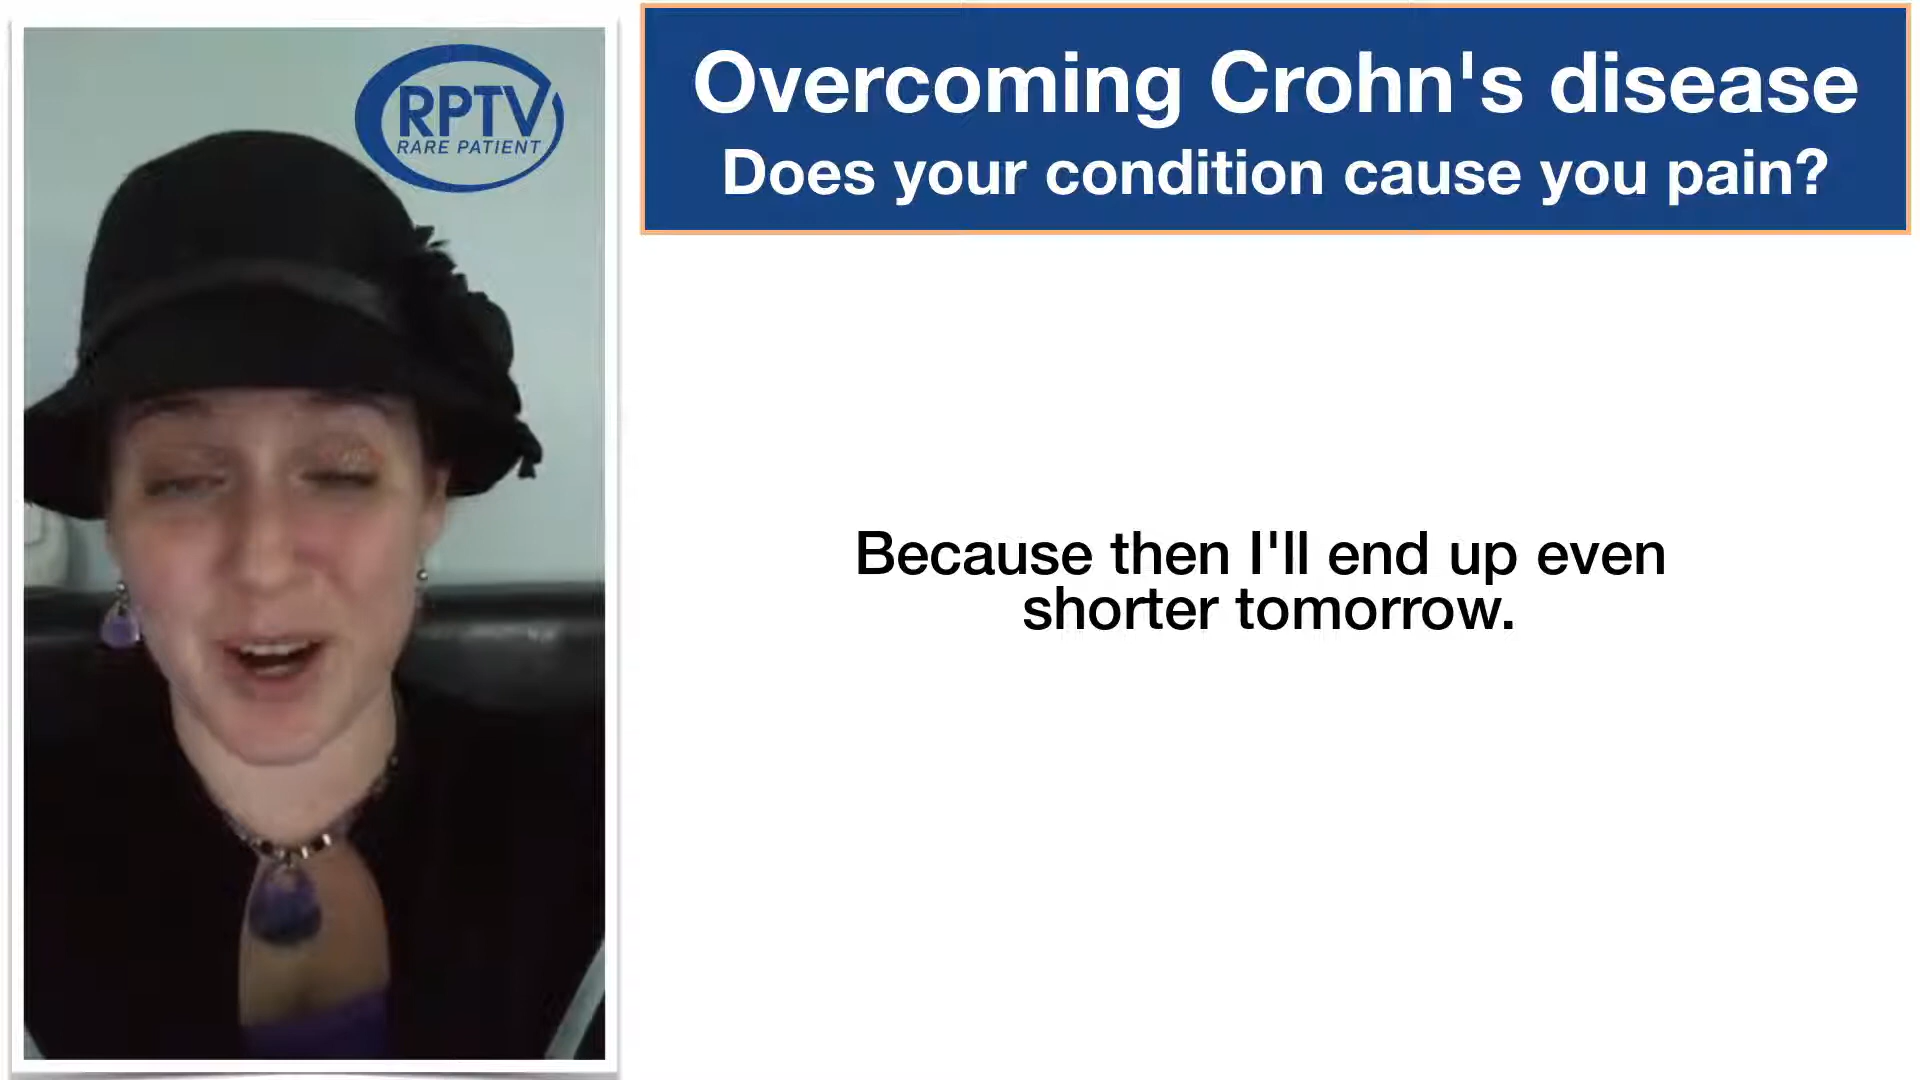 RPTV
RARE PATIENT
Overcoming Crohn's disease
Does your condition cause you pain?
Because then I'll end up even
shorter tomorrow.